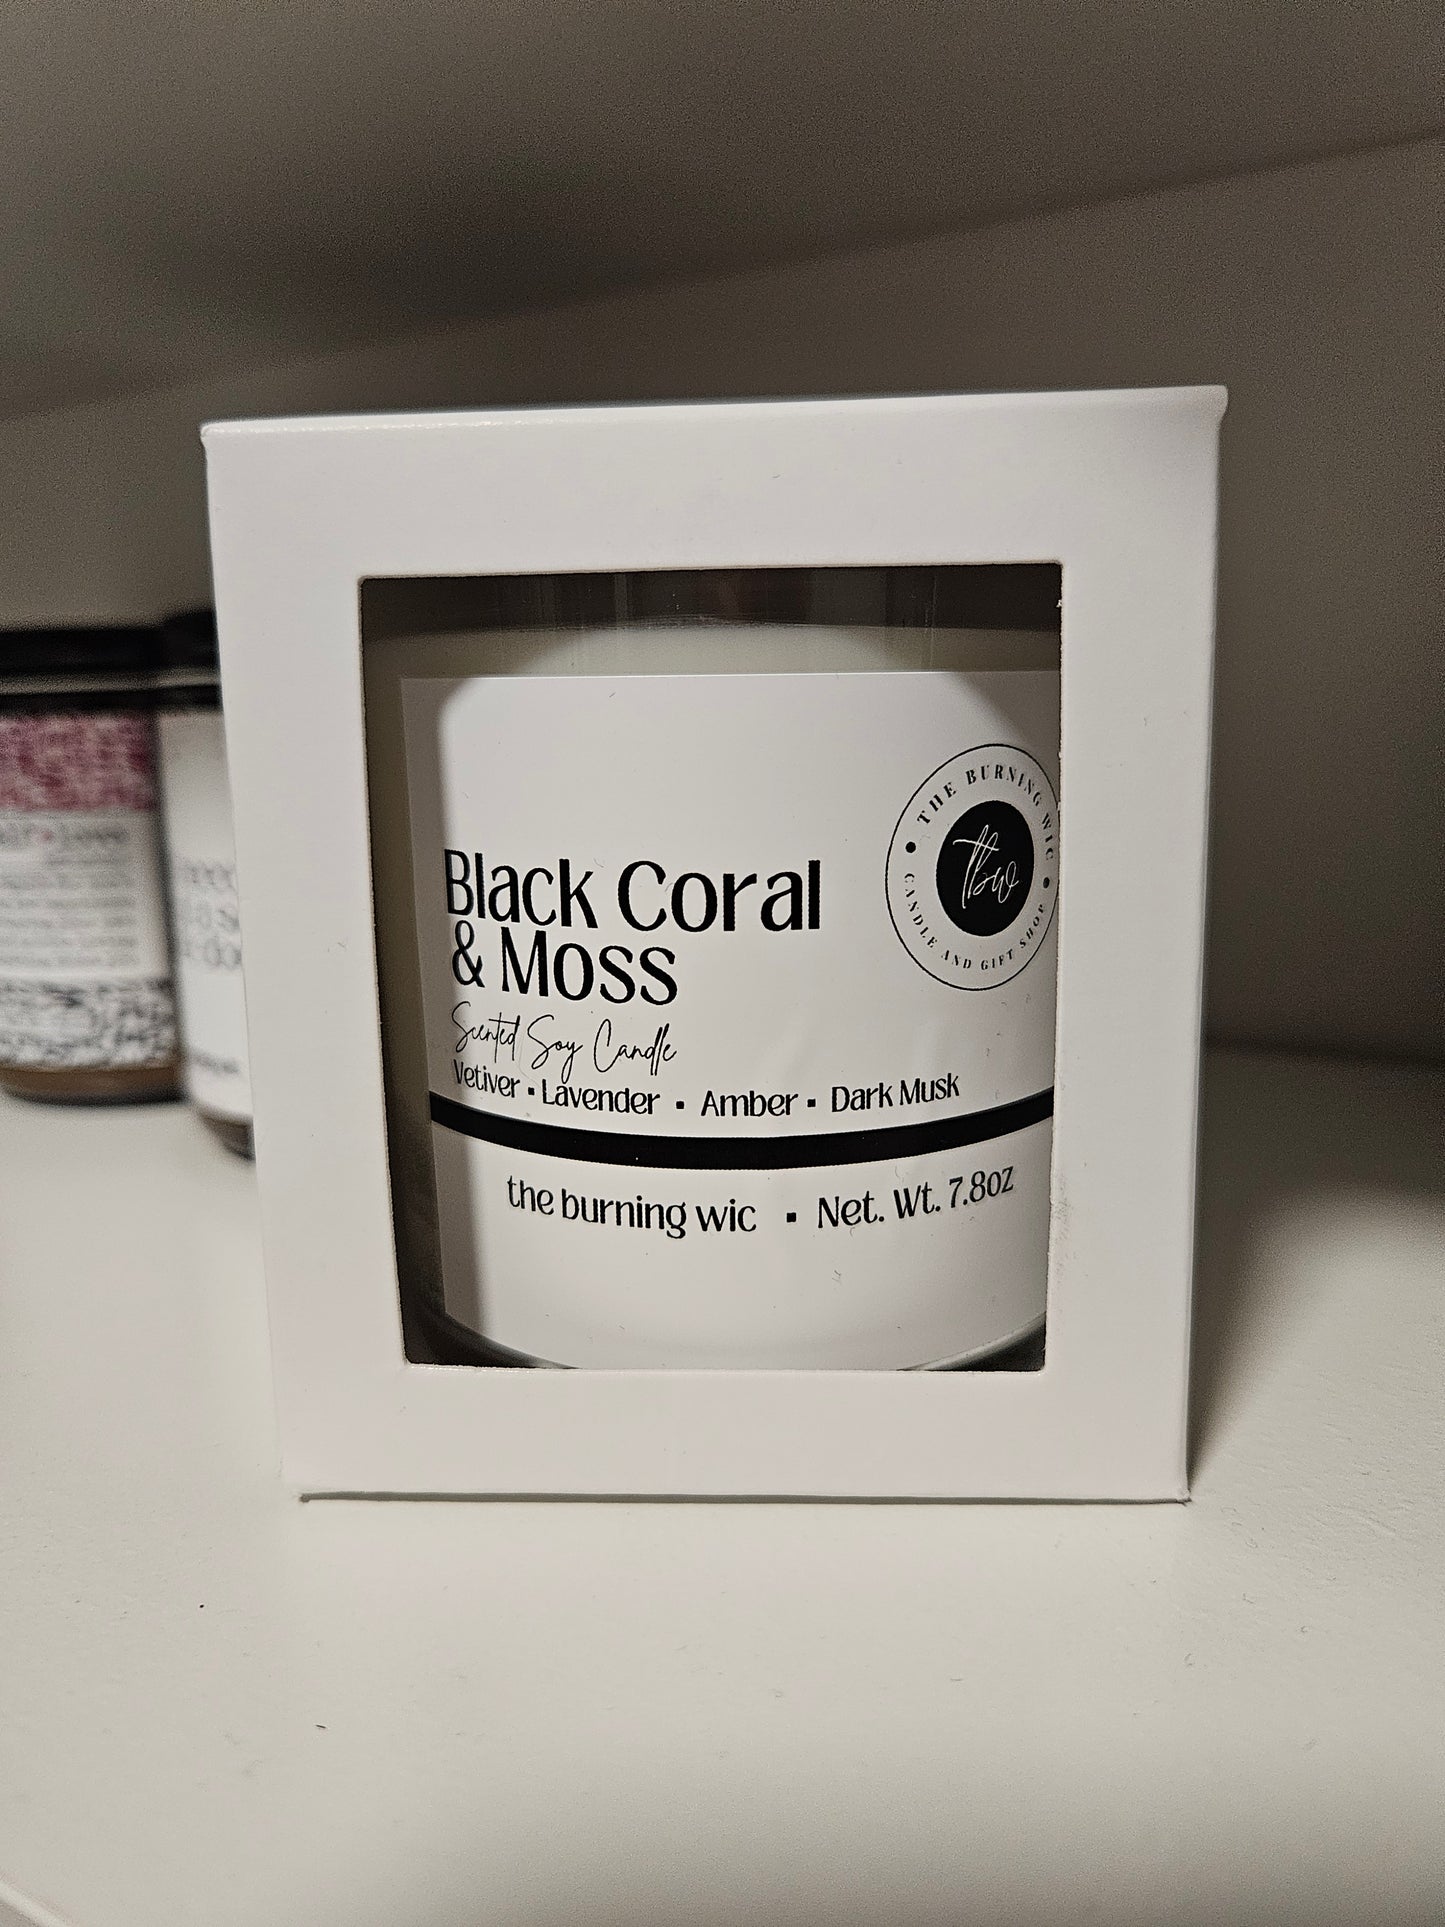 Black Coral
& Moss
Scented Soy Candle
Vetiver ▪ Lavender ▪ Amber ▪ Dark Musk
the burning wic ▪ Net. Wt. 7.8oz
• THE BURNING WIC •
CANDLE AND GIFT SHOP
tbw
love